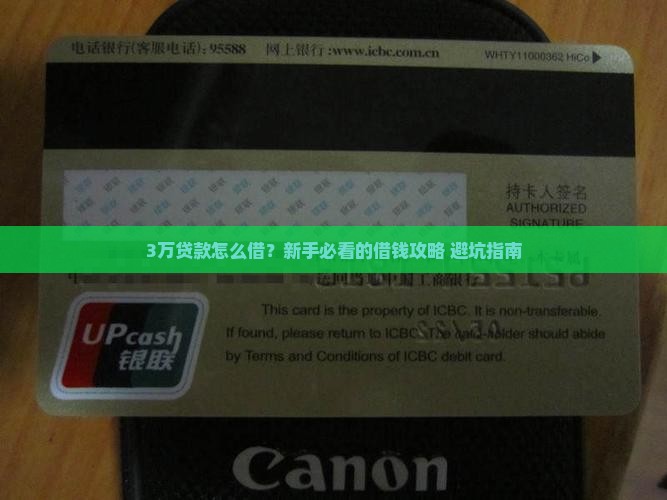 电话银行(客服电话): 95588 网上银行:www.icbc.com.cn
WHTY11000362 HiCo
持卡人签名
AUTHORIZED
SIGNATURE
3万贷款怎么借？新手必看的借钱攻略 避坑指南
This card is the property of ICBC. It is non-transferable.
If found, please return to ICBC. The card-holder should abide
by Terms and Conditions of ICBC debit card.
UPcash
银联
Canon